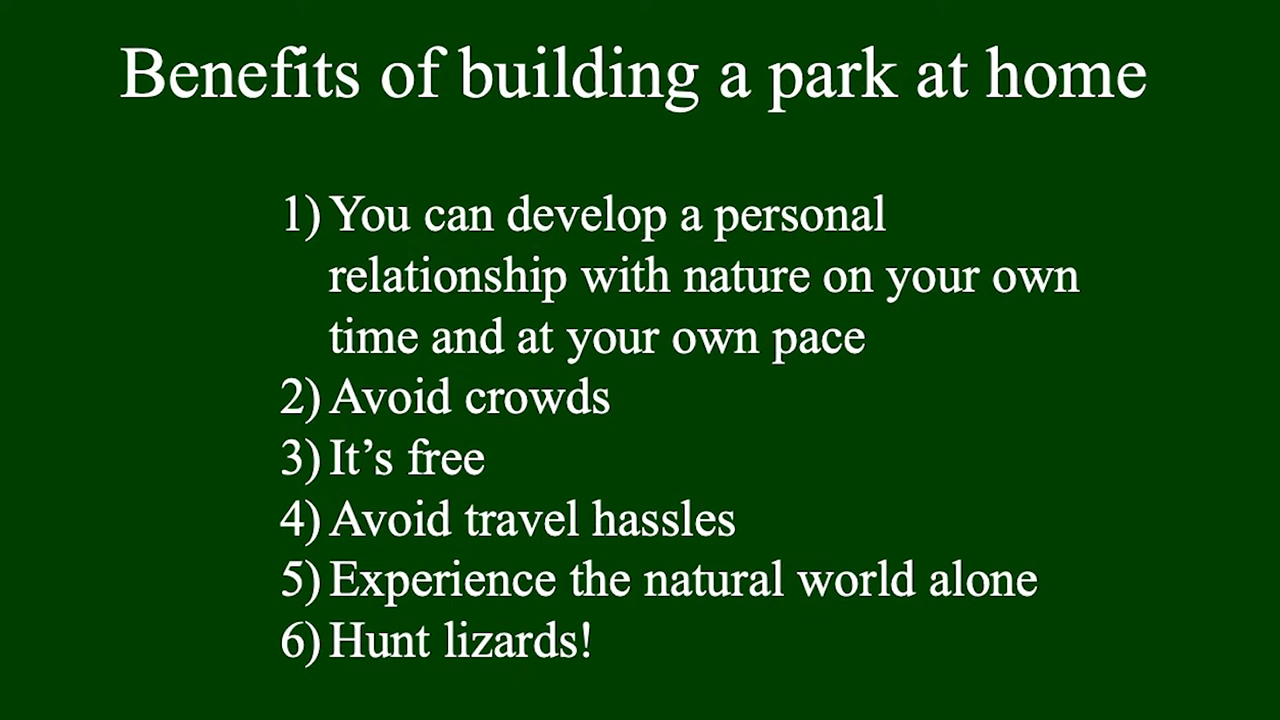 Benefits of building a park at home
1) You can develop a personal
relationship with nature on your own
time and at your own pace
2) Avoid crowds
3) It’s free
4) Avoid travel hassles
5) Experience the natural world alone
6) Hunt lizards!